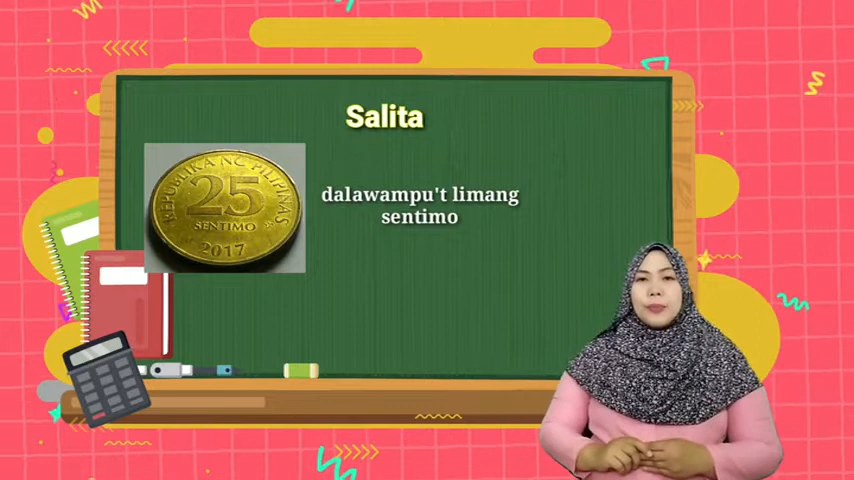 Salita
REPUBLIKA NG PILIPINAS
25
SENTIMO
2017
dalawampu't limang
sentimo